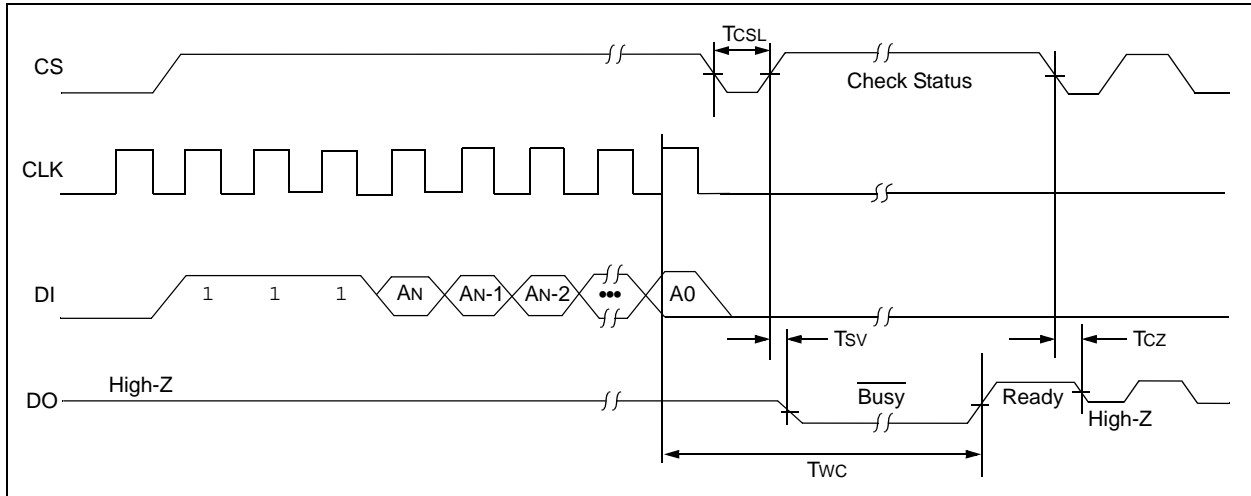 TCSL
CS
Check Status
CLK
DI
1 1 1 AN AN-1 AN-2 ••• A0
TSV
TCZ
DO
High-Z
Busy
Ready
High-Z
TWC